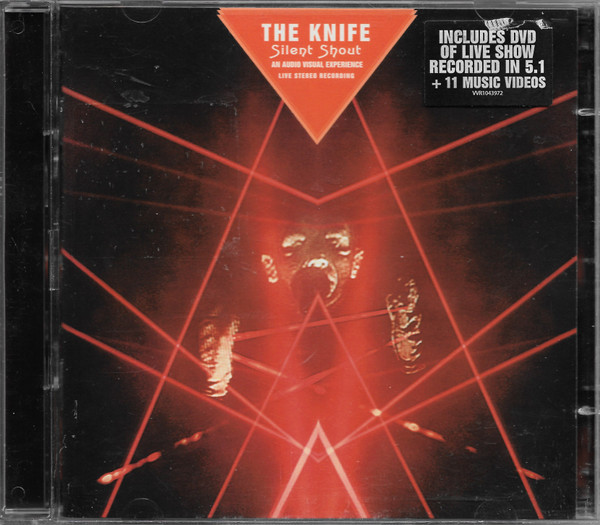 THE KNIFE
Silent Shout
AN AUDIO VISUAL EXPERIENCE
LIVE STEREO RECORDING
INCLUDES DVD
OF LIVE SHOW
RECORDED IN 5.1
+ 11 MUSIC VIDEOS
VVR1043972